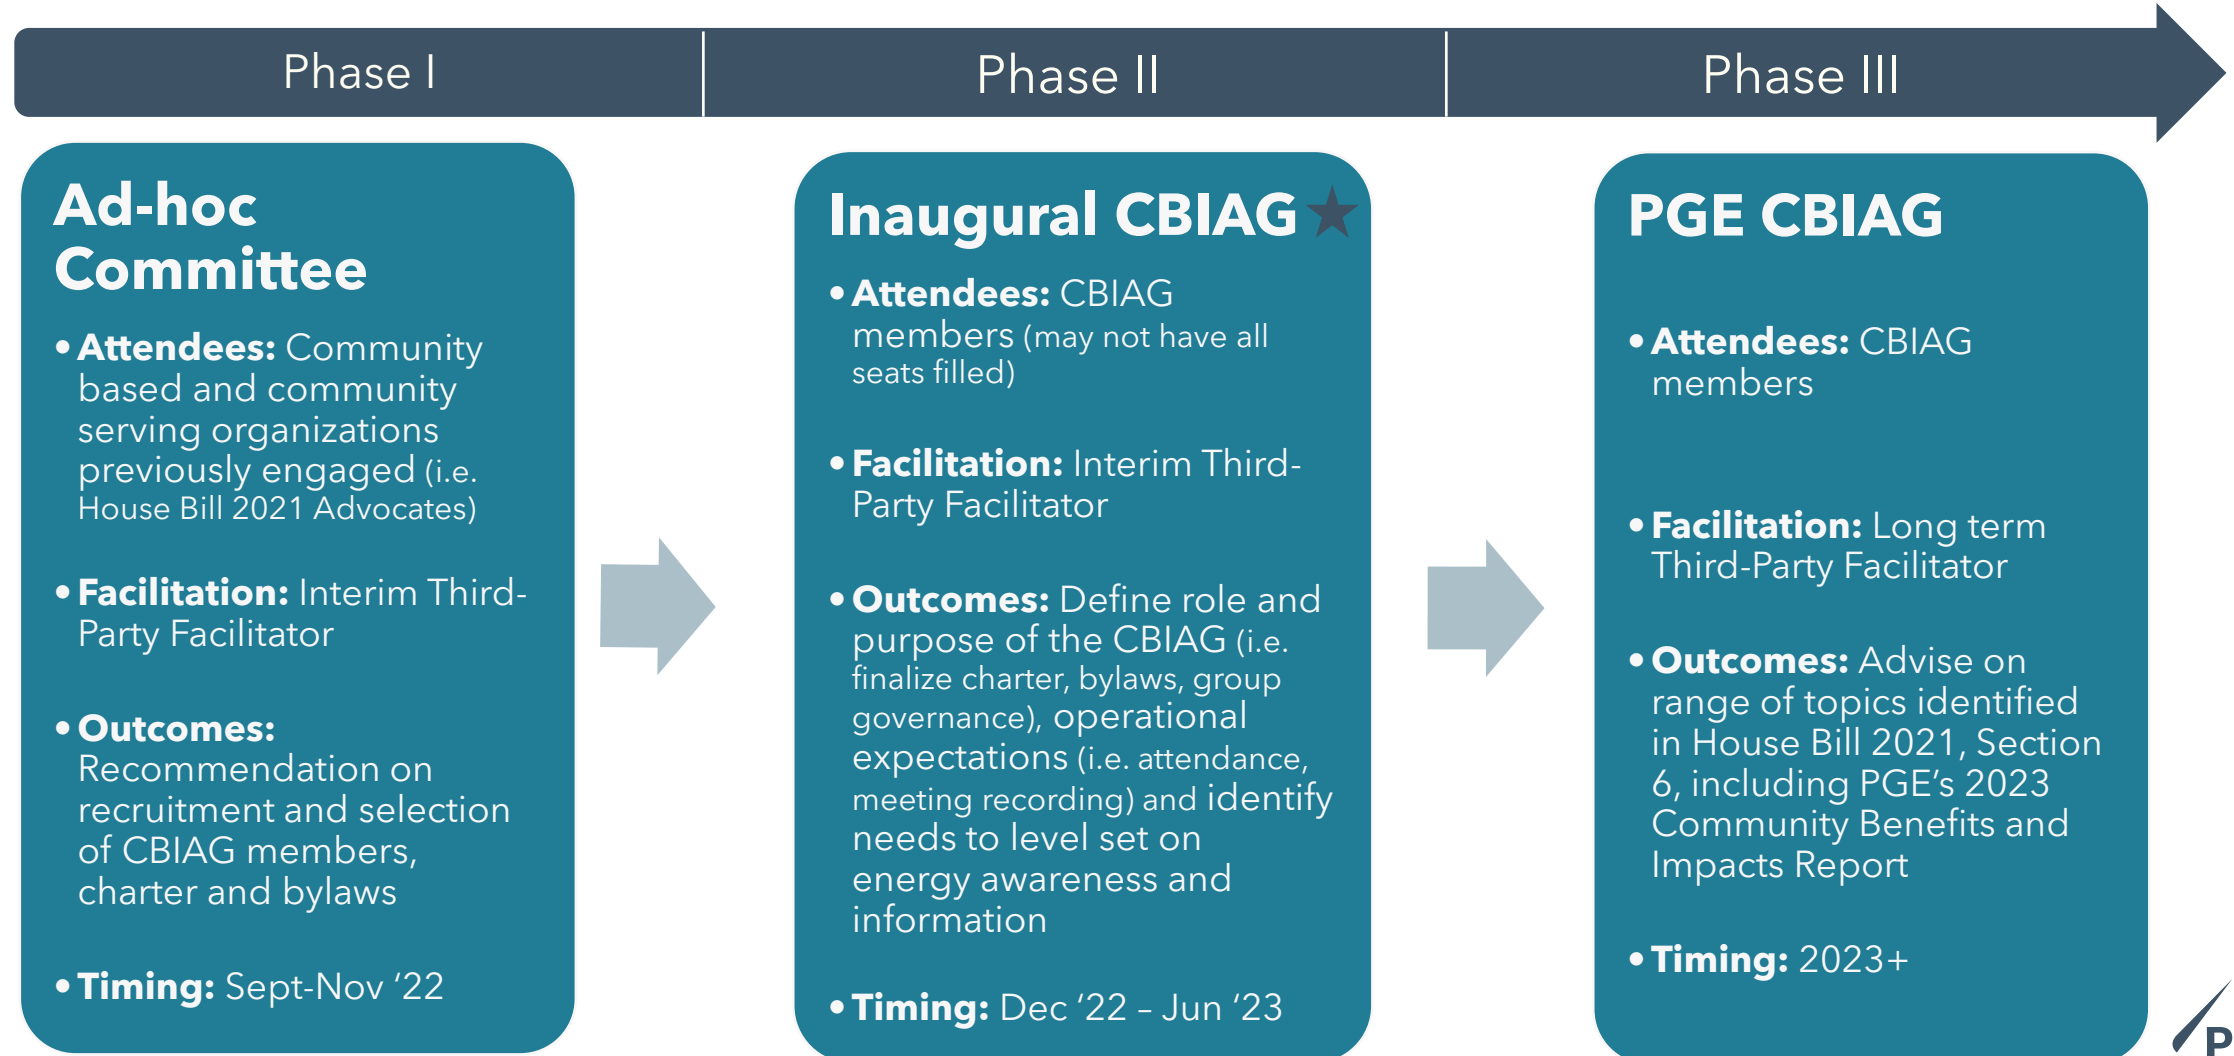 Phase I
Phase II
Phase III
Ad-hoc
Committee
• Attendees: Community
based and community
serving organizations
previously engaged (i.e.
House Bill 2021 Advocates)
• Facilitation: Interim Third-
Party Facilitator
• Outcomes:
Recommendation on
recruitment and selection
of CBIAG members,
charter and bylaws
• Timing: Sept-Nov ‘22
Inaugural CBIAG
• Attendees: CBIAG
members (may not have all
seats filled)
• Facilitation: Interim Third-
Party Facilitator
• Outcomes: Define role and
purpose of the CBIAG (i.e.
finalize charter, bylaws, group
governance), operational
expectations (i.e. attendance,
meeting recording) and identify
needs to level set on
energy awareness and
information
• Timing: Dec ‘22 – Jun ‘23
PGE CBIAG
• Attendees: CBIAG
members
• Facilitation: Long term
Third-Party Facilitator
• Outcomes: Advise on
range of topics identified
in House Bill 2021, Section
6, including PGE’s 2023
Community Benefits and
Impacts Report
• Timing: 2023+
P